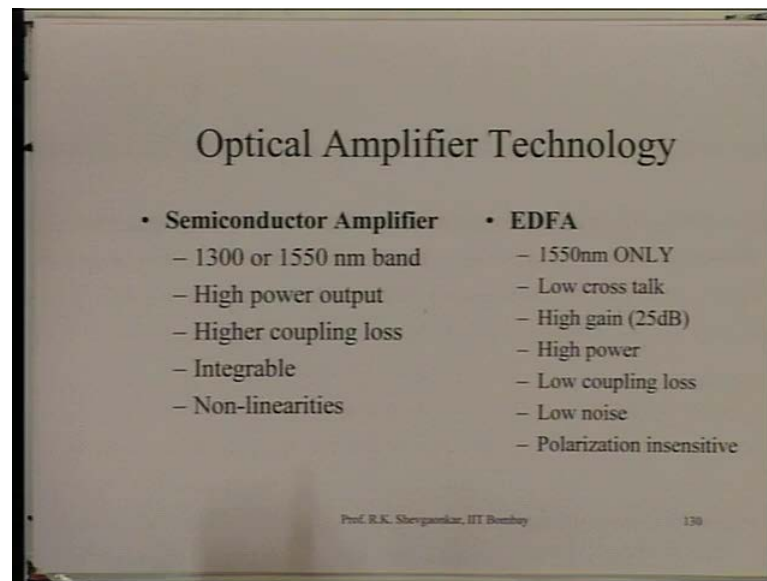 Optical Amplifier Technology
• Semiconductor Amplifier
– 1300 or 1550 nm band
– High power output
– Higher coupling loss
– Integrable
– Non-linearities
• EDFA
– 1550nm ONLY
– Low cross talk
– High gain (25dB)
– High power
– Low coupling loss
– Low noise
– Polarization insensitive
Prof. R.K. Shevgaonkar, IIT Bombay
130